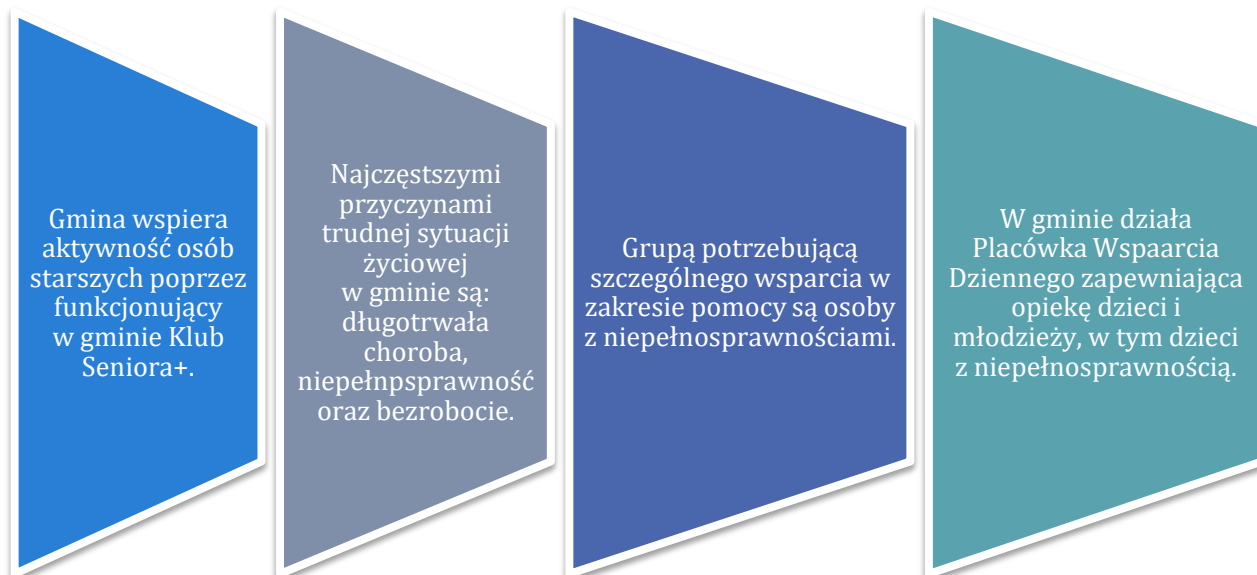 Gmina wspiera
aktywność osób
starszych poprzez
funkcjonujący
w gminie Klub
Seniora+.
Najczęstszymi
przyczynami
trudnej sytuacji
życiowej
w gminie są:
długotrwała
choroba,
niepełnpsprawność
oraz bezrobocie.
Grupą potrzebującą
szczególnego wsparcia w
zakresie pomocy są osoby
z niepełnosprawnościami.
W gminie działa
Placówka Wspaarcia
Dziennego zapewniająca
opiekę dzieci i
młodzieży, w tym dzieci
z niepełnosprawnością.